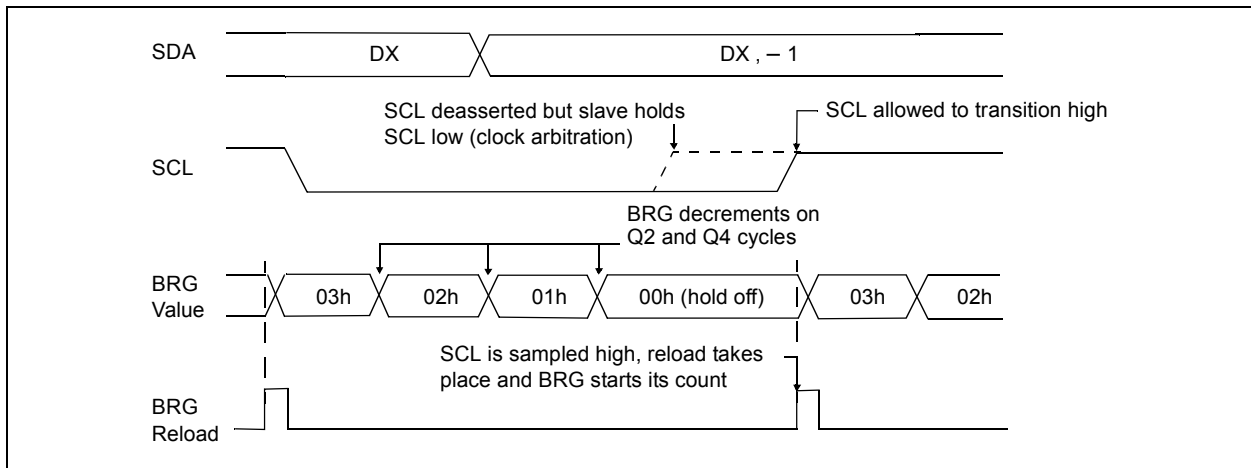 SDA
DX
DX , – 1
SCL deasserted but slave holds
SCL low (clock arbitration)
SCL allowed to transition high
SCL
BRG decrements on
Q2 and Q4 cycles
BRG
Value
03h
02h
01h
00h (hold off)
03h
02h
SCL is sampled high, reload takes
place and BRG starts its count
BRG
Reload